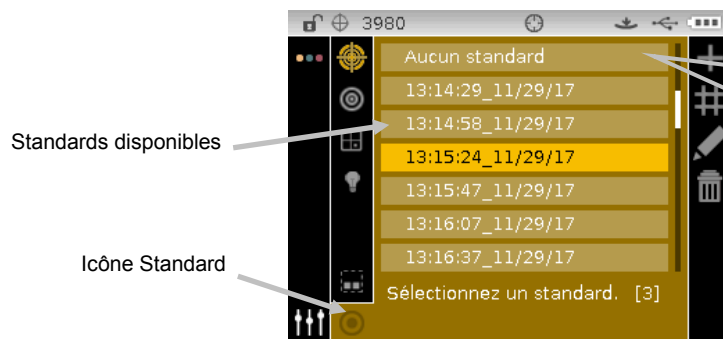 3980
Aucun standard
13:14:29_11/29/17
13:14:58_11/29/17
Standards disponibles
13:15:24_11/29/17
13:15:47_11/29/17
13:16:07_11/29/17
13:16:37_11/29/17
Icône Standard
Sélectionnez un standard. [3]